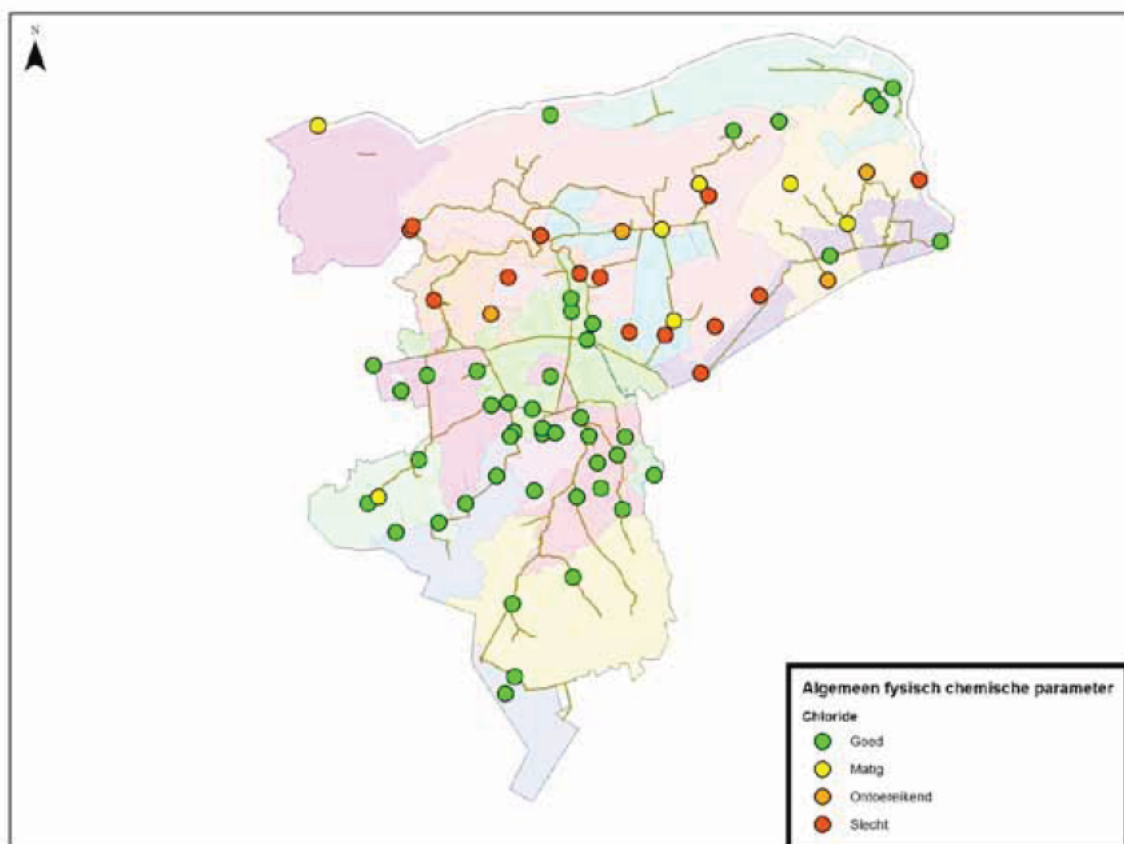 N
Algemeen fysisch chemische parameter
Chloride
Goed
Matig
Ontoereikend
Slecht